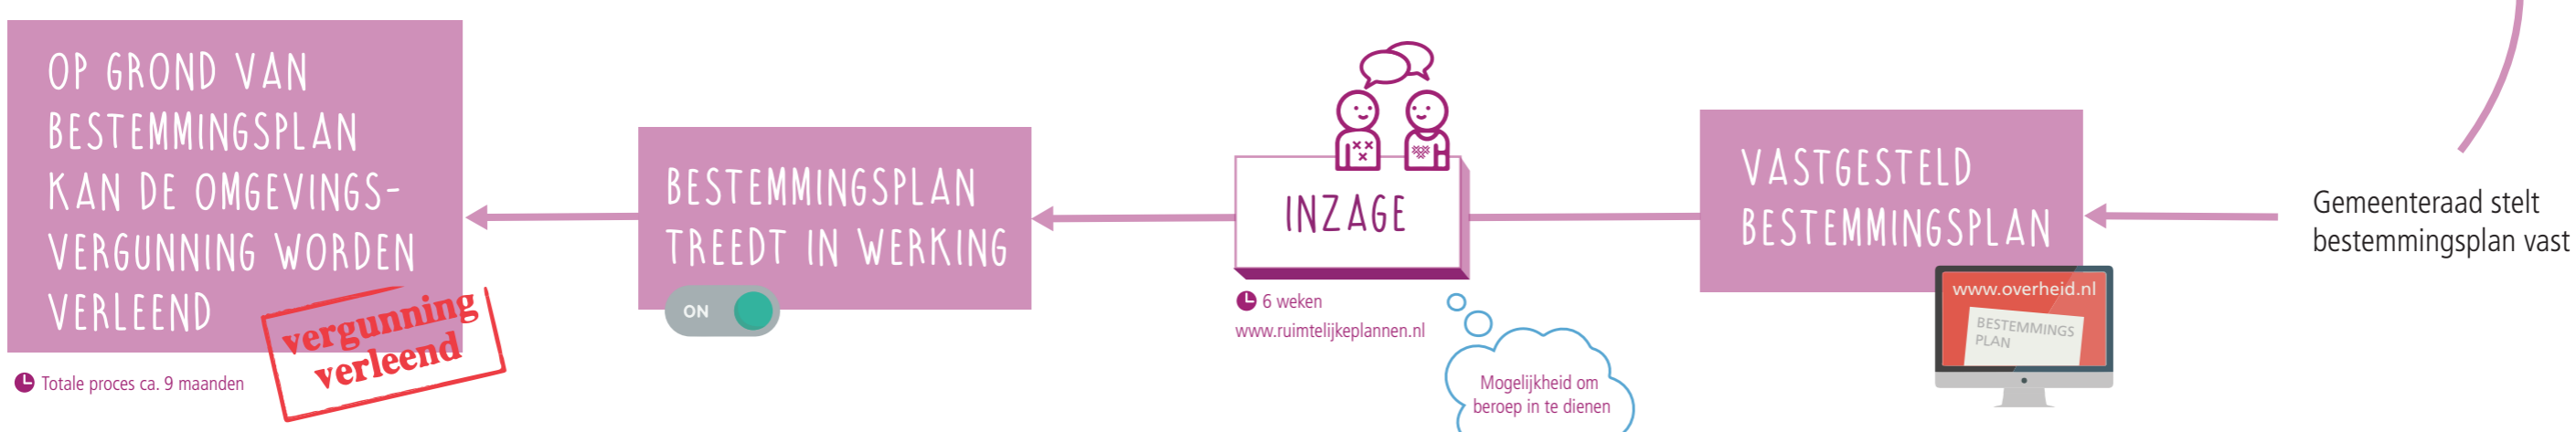 OP GROND VAN
BESTEMMINGSPLAN
KAN DE OMGEVINGS-
VERGUNNING WORDEN
VERLEEND
vergunning
verleend
Totale proces ca. 9 maanden
BESTEMMINGSPLAN
TREEDT IN WERKING
ON
INZAGE
6 weken
www.ruimtelijkeplannen.nl
Mogelijkheid om
beroep in te dienen
VASTGESTELD
BESTEMMINGSPLAN
www.overheid.nl
BESTEMMINGS
PLAN
Gemeenteraad stelt
bestemmingsplan vast